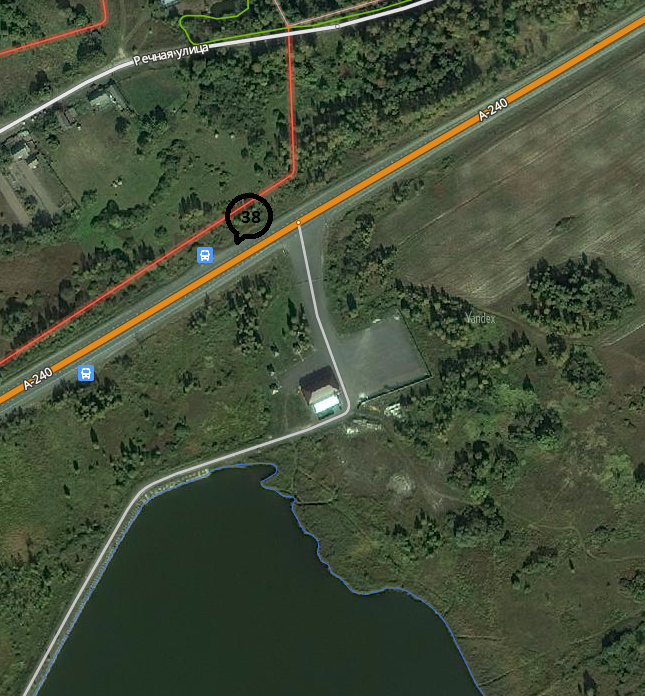 Речная улица
А-240
38
Yandex
А-240